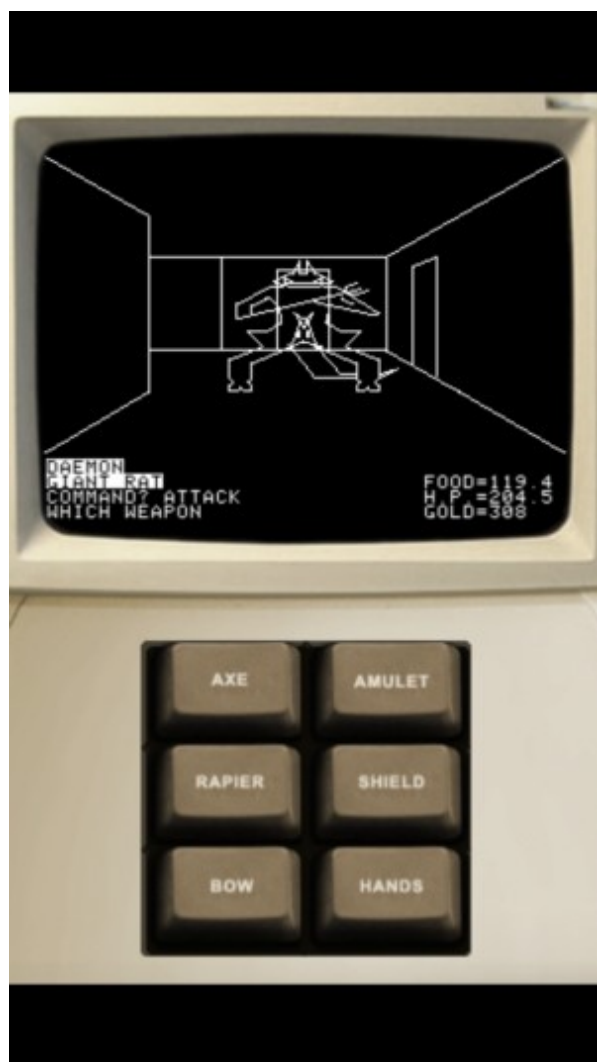 DAEMON
GIANT RAT
COMMAND? ATTACK
WHICH WEAPON
FOOD=119.4
H.P.=204.5
GOLD=308
AXE
AMULET
RAPIER
SHIELD
BOW
HANDS